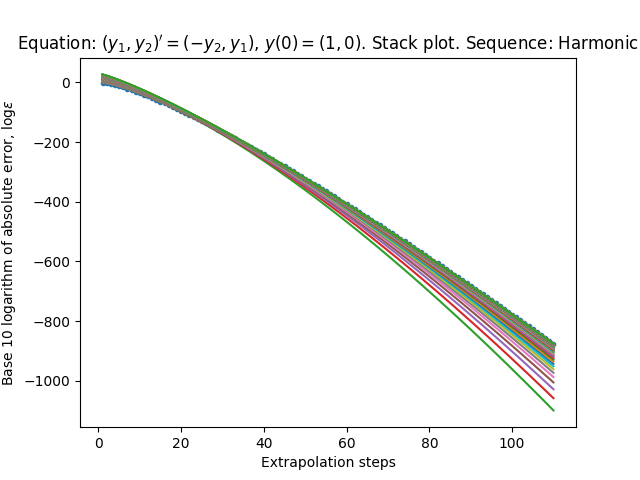 Equation: (y₁, y₂)′ = (−y₂, y₁), y(0) = (1, 0). Stack plot. Sequence: Harmonic
Base 10 logarithm of absolute error, logε
0
−200
−400
−600
−800
−1000
0 20 40 60 80 100
Extrapolation steps